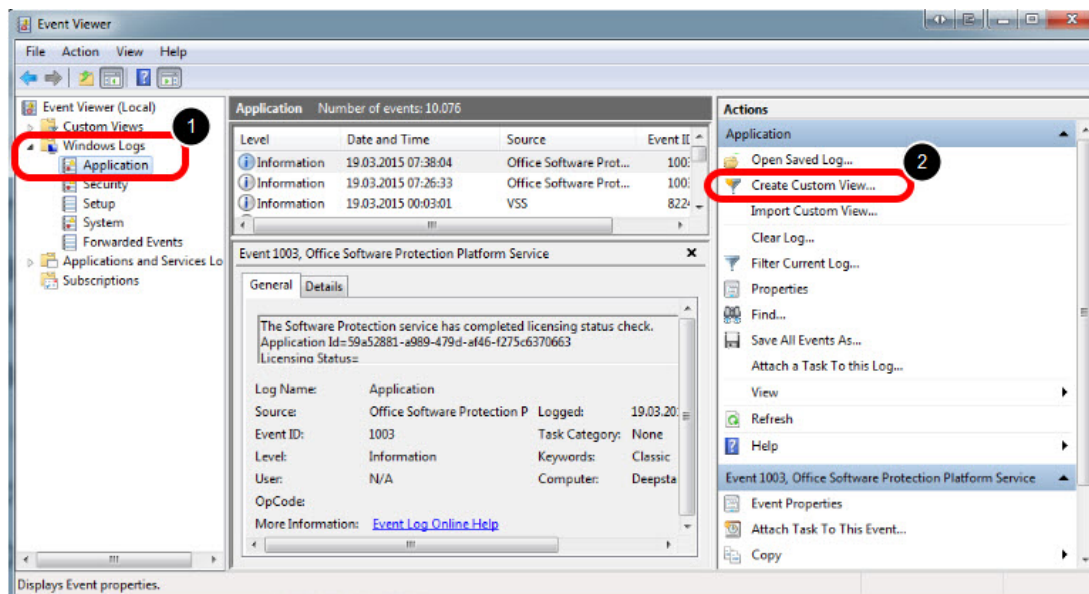 Event Viewer
File Action View Help
Event Viewer (Local)
Custom Views
1
Windows Logs
Application
Security
Setup
System
Forwarded Events
Applications and Services Lo
Subscriptions
Application Number of events: 10.076
Level Date and Time Source Event I
Information 19.03.2015 07:38:04 Office Software Prot... 100
Information 19.03.2015 07:26:33 Office Software Prot... 100
Information 19.03.2015 00:03:01 VSS 822
Event 1003, Office Software Protection Platform Service
General Details
The Software Protection service has completed licensing status check.
Application Id=59a52881-a989-479d-af46-f275c6370663
Licensing Status=
Log Name: Application
Source: Office Software Protection P Logged: 19.03.20
Event ID: 1003 Task Category: None
Level: Information Keywords: Classic
User: N/A Computer: Deepsta
OpCode:
More Information: Event Log Online Help
Actions
Application
Open Saved Log...
2
Create Custom View...
Import Custom View...
Clear Log...
Filter Current Log...
Properties
Find...
Save All Events As...
Attach a Task To this Log...
View
Refresh
Help
Event 1003, Office Software Protection Platform Service
Event Properties
Attach Task To This Event...
Copy
Displays Event properties.